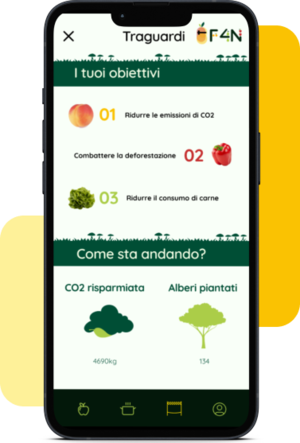 Traguardi
F4N
I tuoi obiettivi
01 Ridurre le emissioni di CO2
Combattere la deforestazione 02
03 Ridurre il consumo di carne
Come sta andando?
CO2 risparmiata
Alberi piantati
4690kg
134